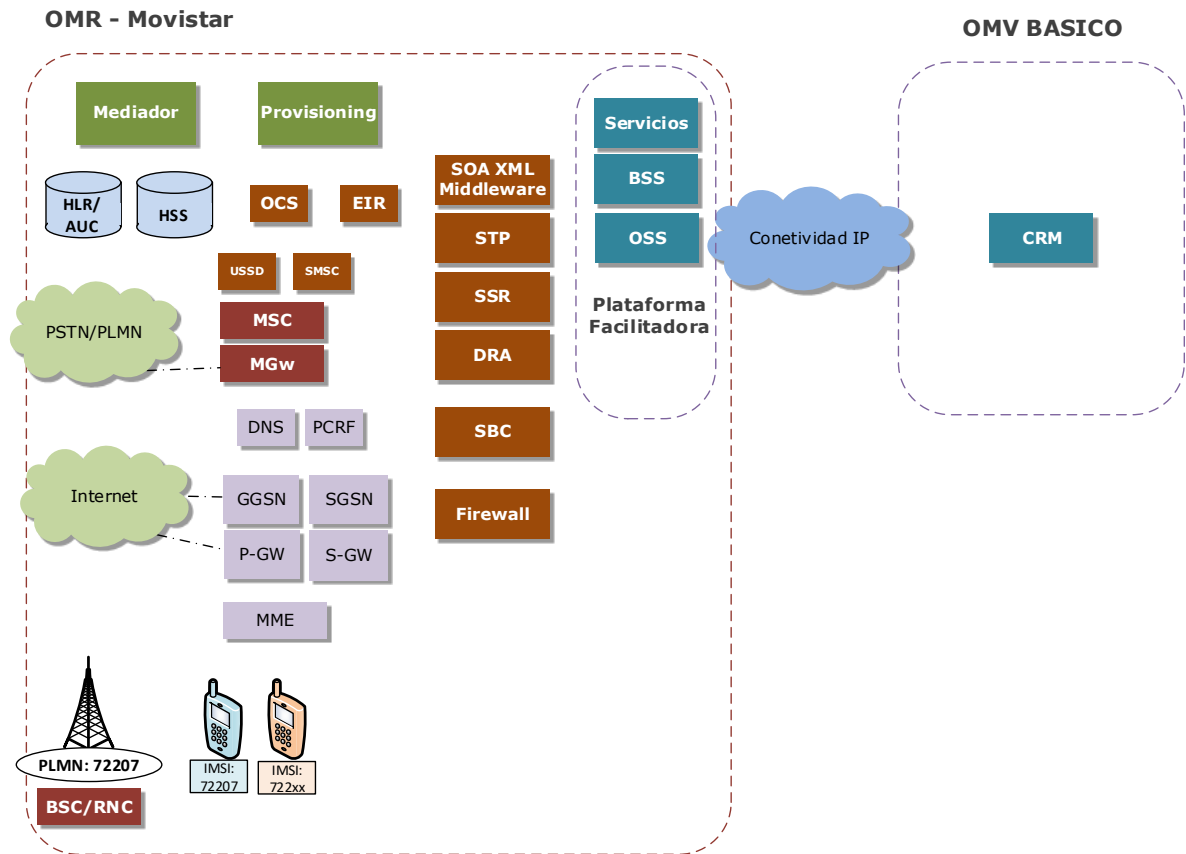 OMR - Movistar
OMV BASICO
Mediador
Provisioning
Servicios
HLR/
AUC
HSS
OCS
EIR
SOA XML
Middleware
BSS
STP
OSS
Conetividad IP
CRM
USSD
SMSC
SSR
Plataforma
Facilitadora
PSTN/PLMN
MSC
MGw
DRA
DNS
PCRF
SBC
Internet
GGSN
SGSN
Firewall
P-GW
S-GW
MME
PLMN: 72207
IMSI:
72207
IMSI:
722xx
BSC/RNC